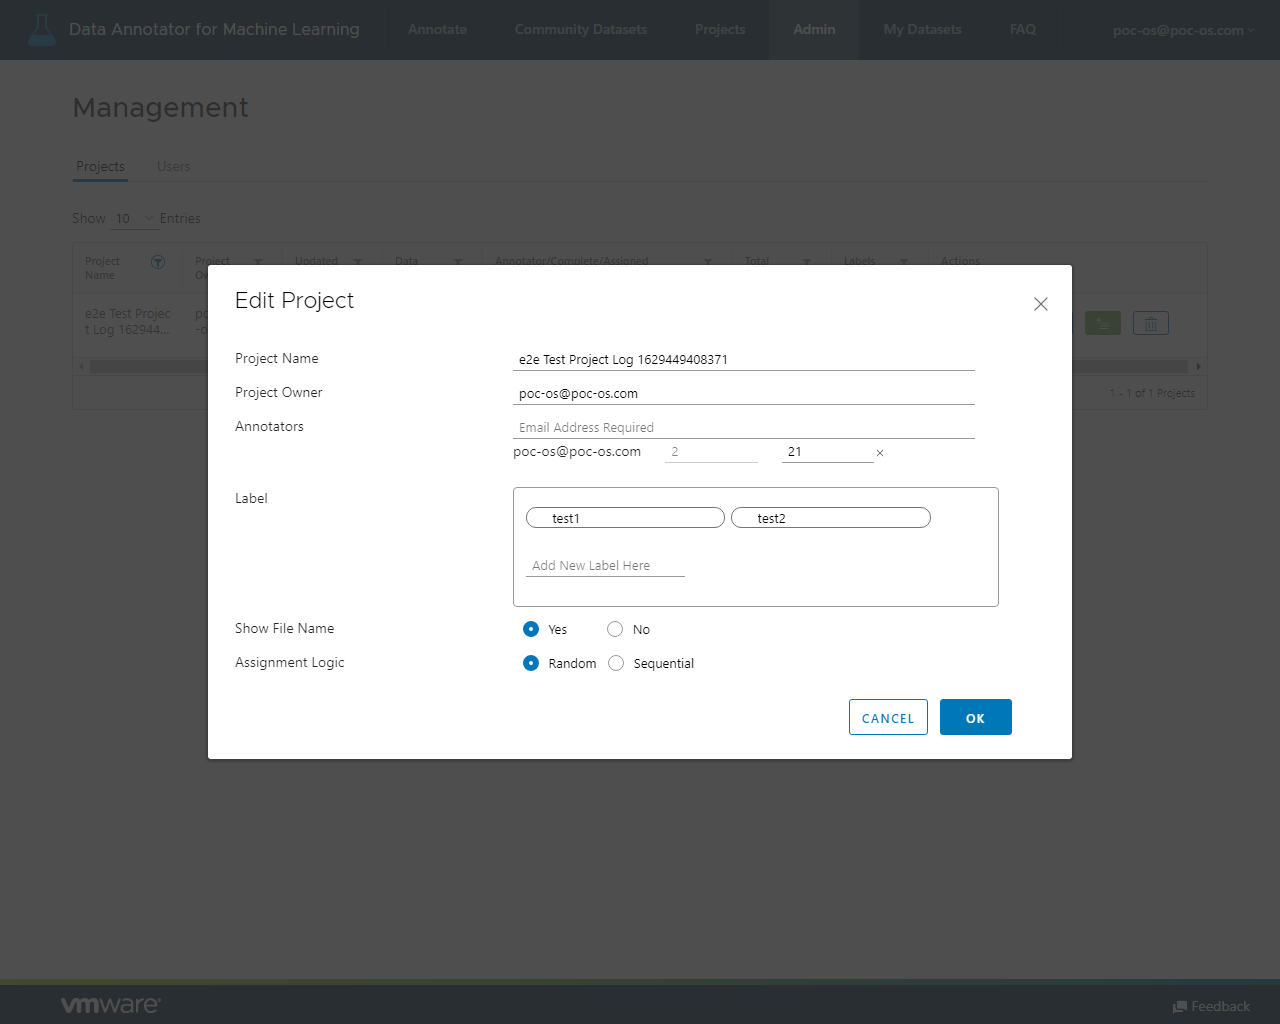 Data Annotator for Machine Learning
Annotate
Community Datasets
Projects
Admin
My Datasets
FAQ
poc-os@poc-os.com
Management
Projects
Users
Show 10 Entries
Project
Name
Project
Updated
Data
Annotator/Complete/Assigned
Total
Labels
Actions
e2e Test Projec
t Log 162944...
Edit Project
Project Name
e2e Test Project Log 1629449408371
Project Owner
poc-os@poc-os.com
Annotators
Email Address Required
poc-os@poc-os.com 2 21
Label
test1 test2
Add New Label Here
Show File Name
Yes No
Assignment Logic
Random Sequential
CANCEL OK
1 - 1 of 1 Projects
vmware
Feedback